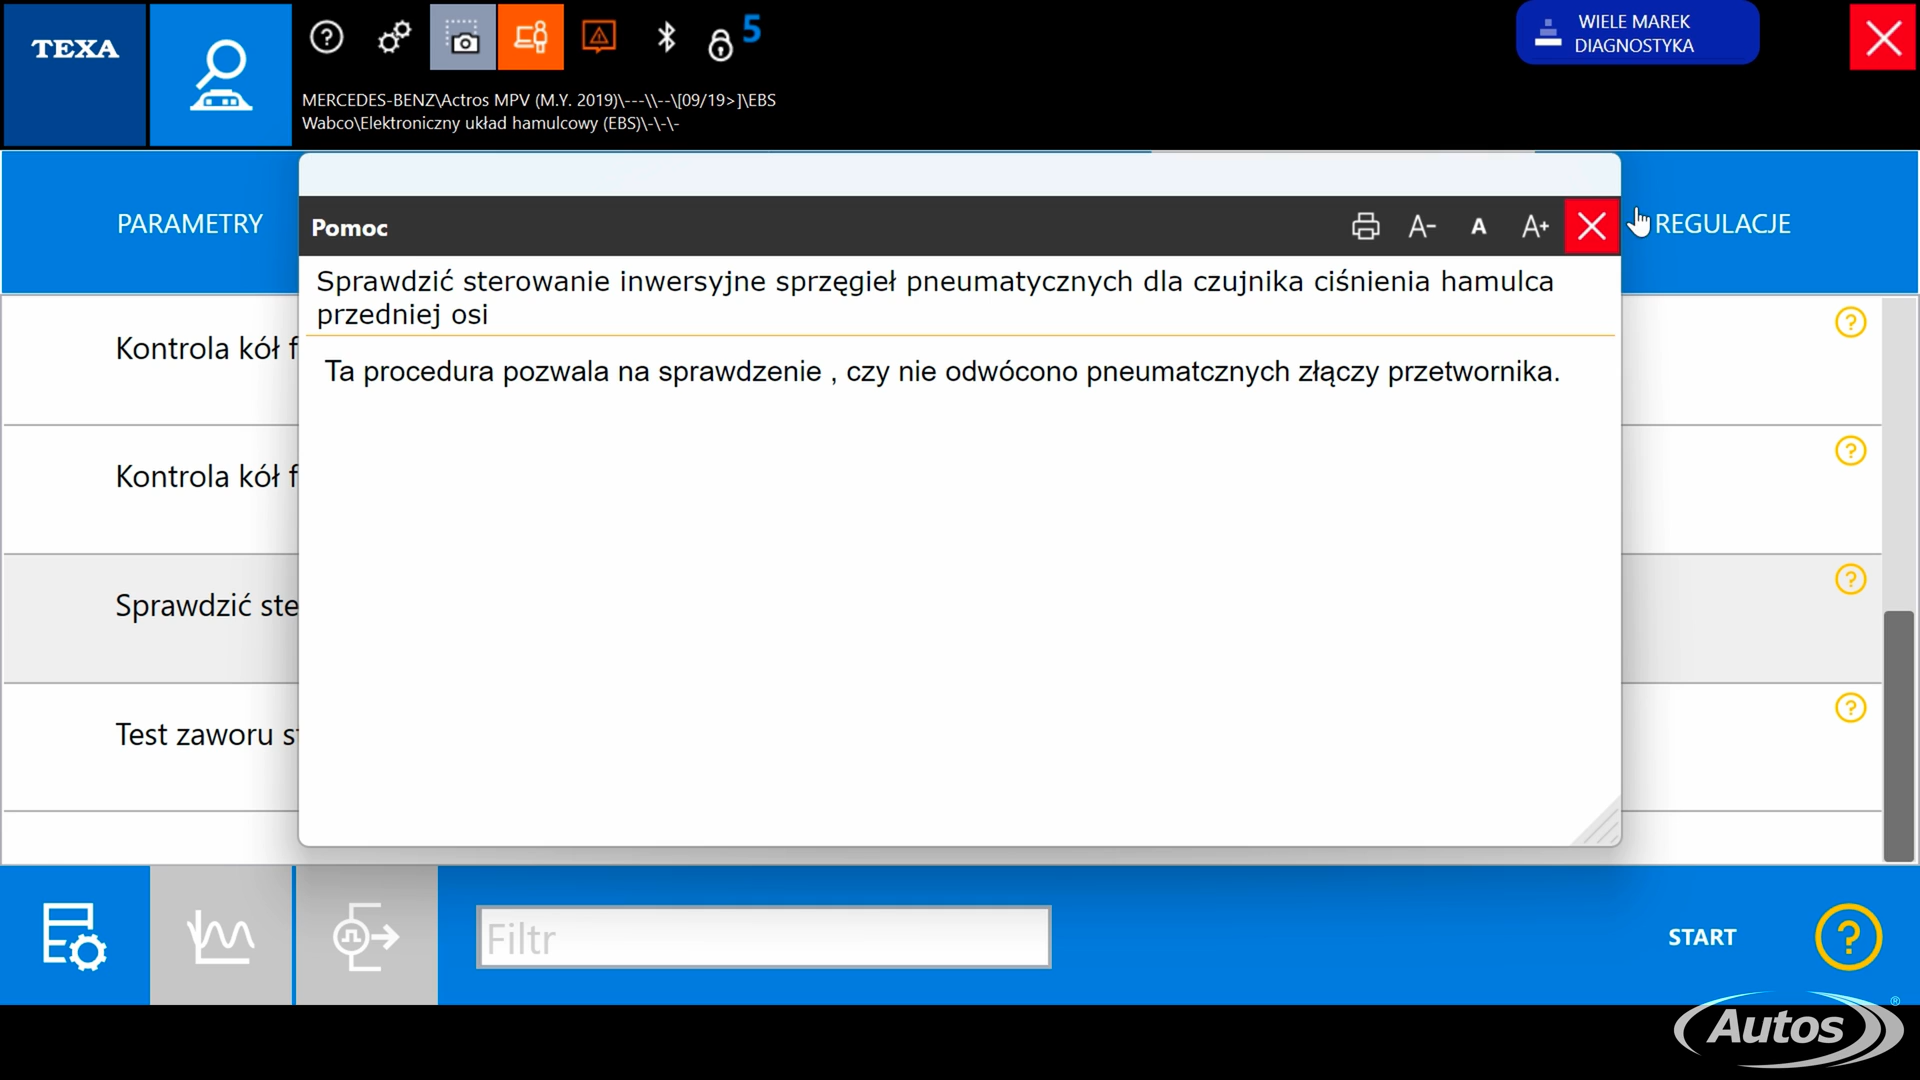 TEXA
5
WIELE MAREK
DIAGNOSTYKA
MERCEDES-BENZ\Actros MPV (M.Y. 2019)\---\\--\[09/19>]\EBS
Wabco\Elektroniczny układ hamulcowy (EBS)\-\-\-
PARAMETRY
REGULACJE
Pomoc
A- A A+
Sprawdzić sterowanie inwersyjne sprzęgieł pneumatycznych dla czujnika ciśnienia hamulca
przedniej osi
Ta procedura pozwala na sprawdzenie , czy nie odwócono pneumatcznych złączy przetwornika.
Kontrola kół f
Kontrola kół f
Sprawdzić ste
Test zaworu s
Filtr
START
Autos®